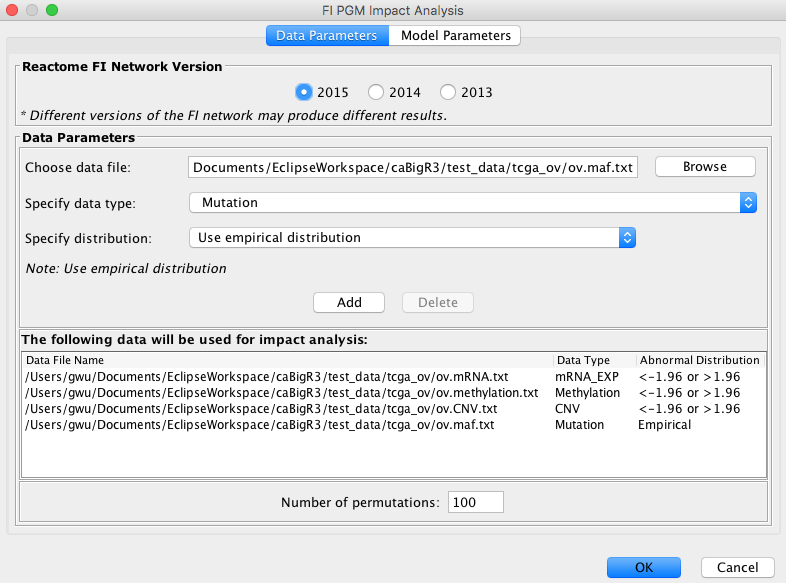 FI PGM Impact Analysis
Data Parameters Model Parameters
Reactome FI Network Version
2015 2014 2013
* Different versions of the FI network may produce different results.
Data Parameters
Choose data file: Documents/EclipseWorkspace/caBigR3/test_data/tcga_ov/ov.maf.txt Browse
Specify data type: Mutation
Specify distribution: Use empirical distribution
Note: Use empirical distribution
Add Delete
The following data will be used for impact analysis:
Data File Name Data Type Abnormal Distribution
/Users/gwu/Documents/EclipseWorkspace/caBigR3/test_data/tcga_ov/ov.mRNA.txt mRNA_EXP <-1.96 or >1.96
/Users/gwu/Documents/EclipseWorkspace/caBigR3/test_data/tcga_ov/ov.methylation.txt Methylation <-1.96 or >1.96
/Users/gwu/Documents/EclipseWorkspace/caBigR3/test_data/tcga_ov/ov.CNV.txt CNV <-1.96 or >1.96
/Users/gwu/Documents/EclipseWorkspace/caBigR3/test_data/tcga_ov/ov.maf.txt Mutation Empirical
Number of permutations: 100
OK Cancel